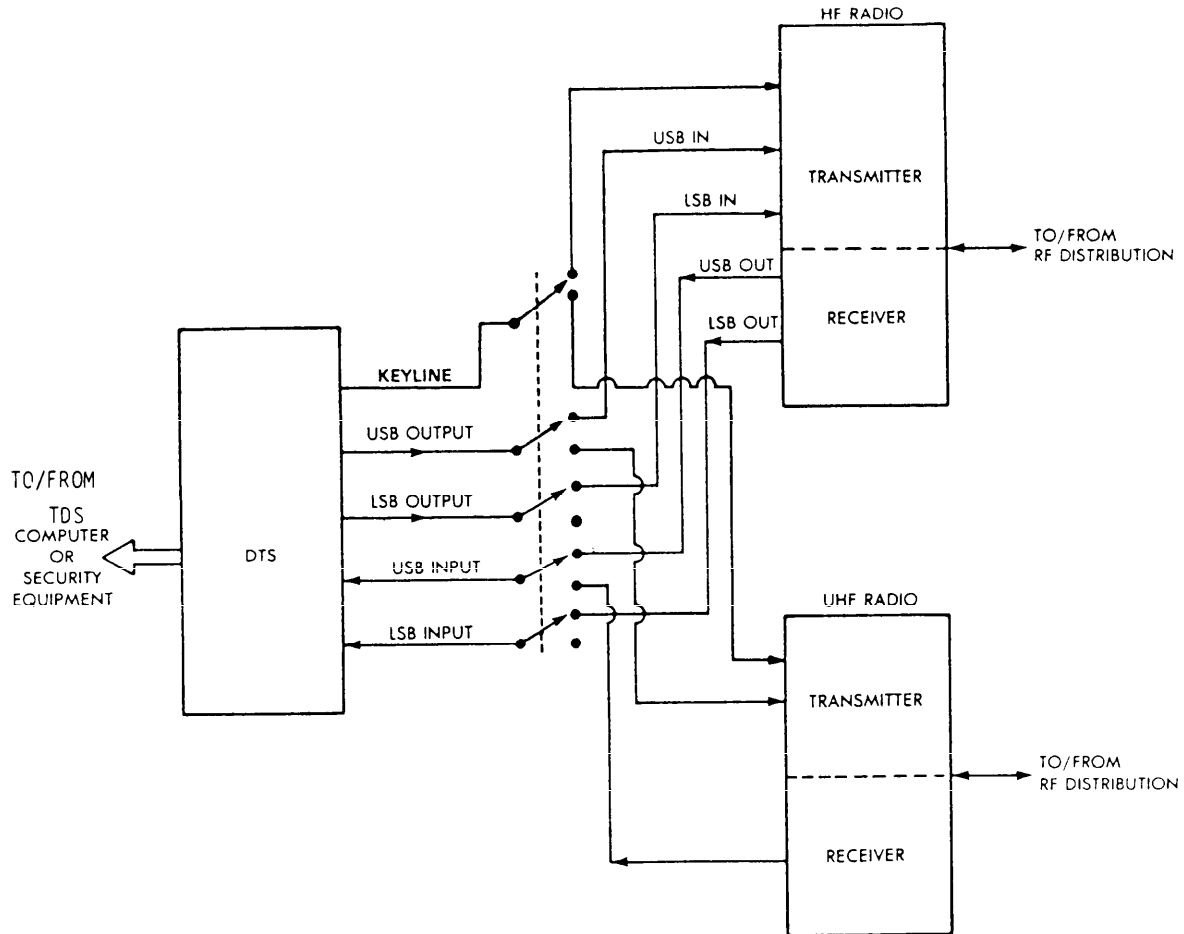 HF RADIO
USB IN
TRANSMITTER
LSB IN
TO/FROM
RF DISTRIBUTION
USB OUT
RECEIVER
LSB OUT
KEYLINE
USB OUTPUT
TO/FROM
TDS
COMPUTER
OR
SECURITY
EQUIPMENT
LSB OUTPUT
DTS
USB INPUT
LSB INPUT
UHF RADIO
TRANSMITTER
TO/FROM
RF DISTRIBUTION
RECEIVER